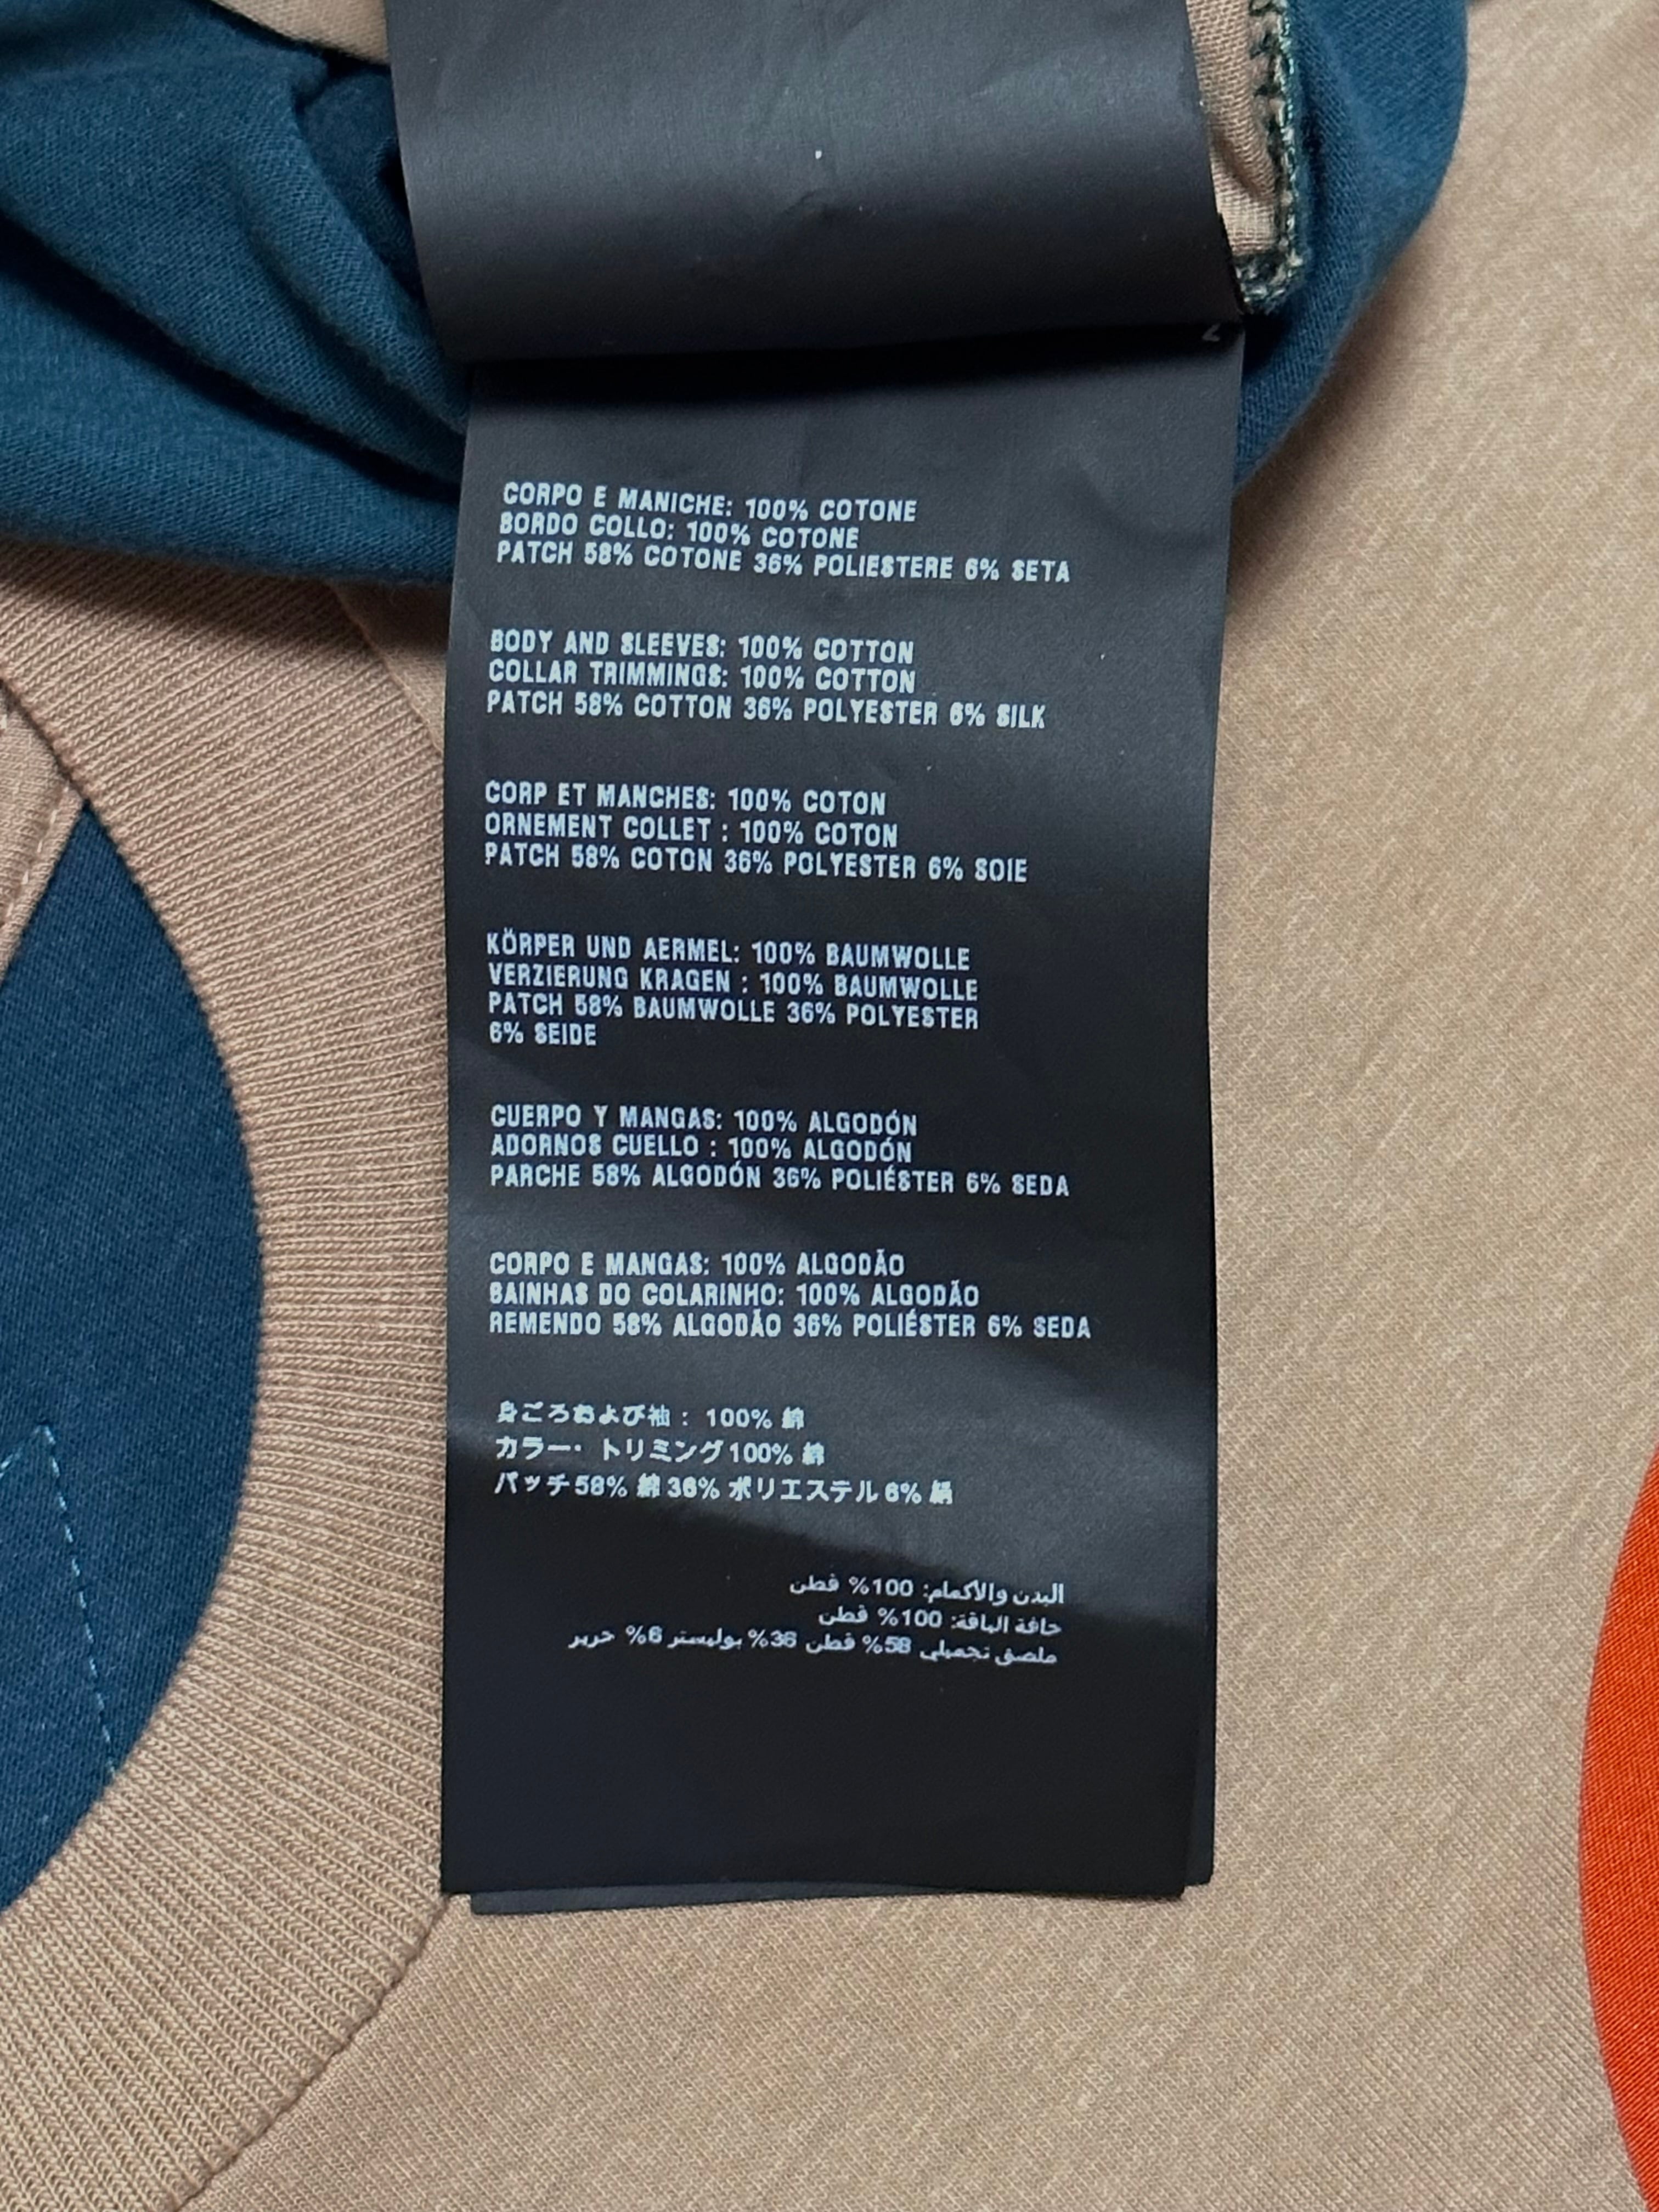 CORPO E MANICHE: 100% COTONE
BORDO COLLO: 100% COTONE
PATCH 58% COTONE 36% POLIESTERE 6% SETA
BODY AND SLEEVES: 100% COTTON
COLLAR TRIMMINGS: 100% COTTON
PATCH 58% COTTON 36% POLYESTER 6% SILK
CORP ET MANCHES: 100% COTON
ORNEMENT COLLET : 100% COTON
PATCH 58% COTON 36% POLYESTER 6% SOIE
KÖRPER UND AERMEL: 100% BAUMWOLLE
VERZIERUNG KRAGEN : 100% BAUMWOLLE
PATCH 58% BAUMWOLLE 36% POLYESTER
6% SEIDE
CUERPO Y MANGAS: 100% ALGODÓN
ADORNOS CUELLO : 100% ALGODÓN
PARCHE 58% ALGODÓN 36% POLIÉSTER 6% SEDA
CORPO E MANGAS: 100% ALGODÃO
BAINHAS DO COLARINHO: 100% ALGODÃO
REMENDO 58% ALGODÃO 36% POLIÉSTER 6% SEDA
身ごろおよび袖: 100% 綿
カラー・トリミング100% 綿
パッチ58% 綿 36% ポリエステル 6% 絹
البدن والأكمام: 100% قطن
حافة الياقة: 100% قطن
ملصق تجميلي 58% قطن 36% بوليستر 6% حرير